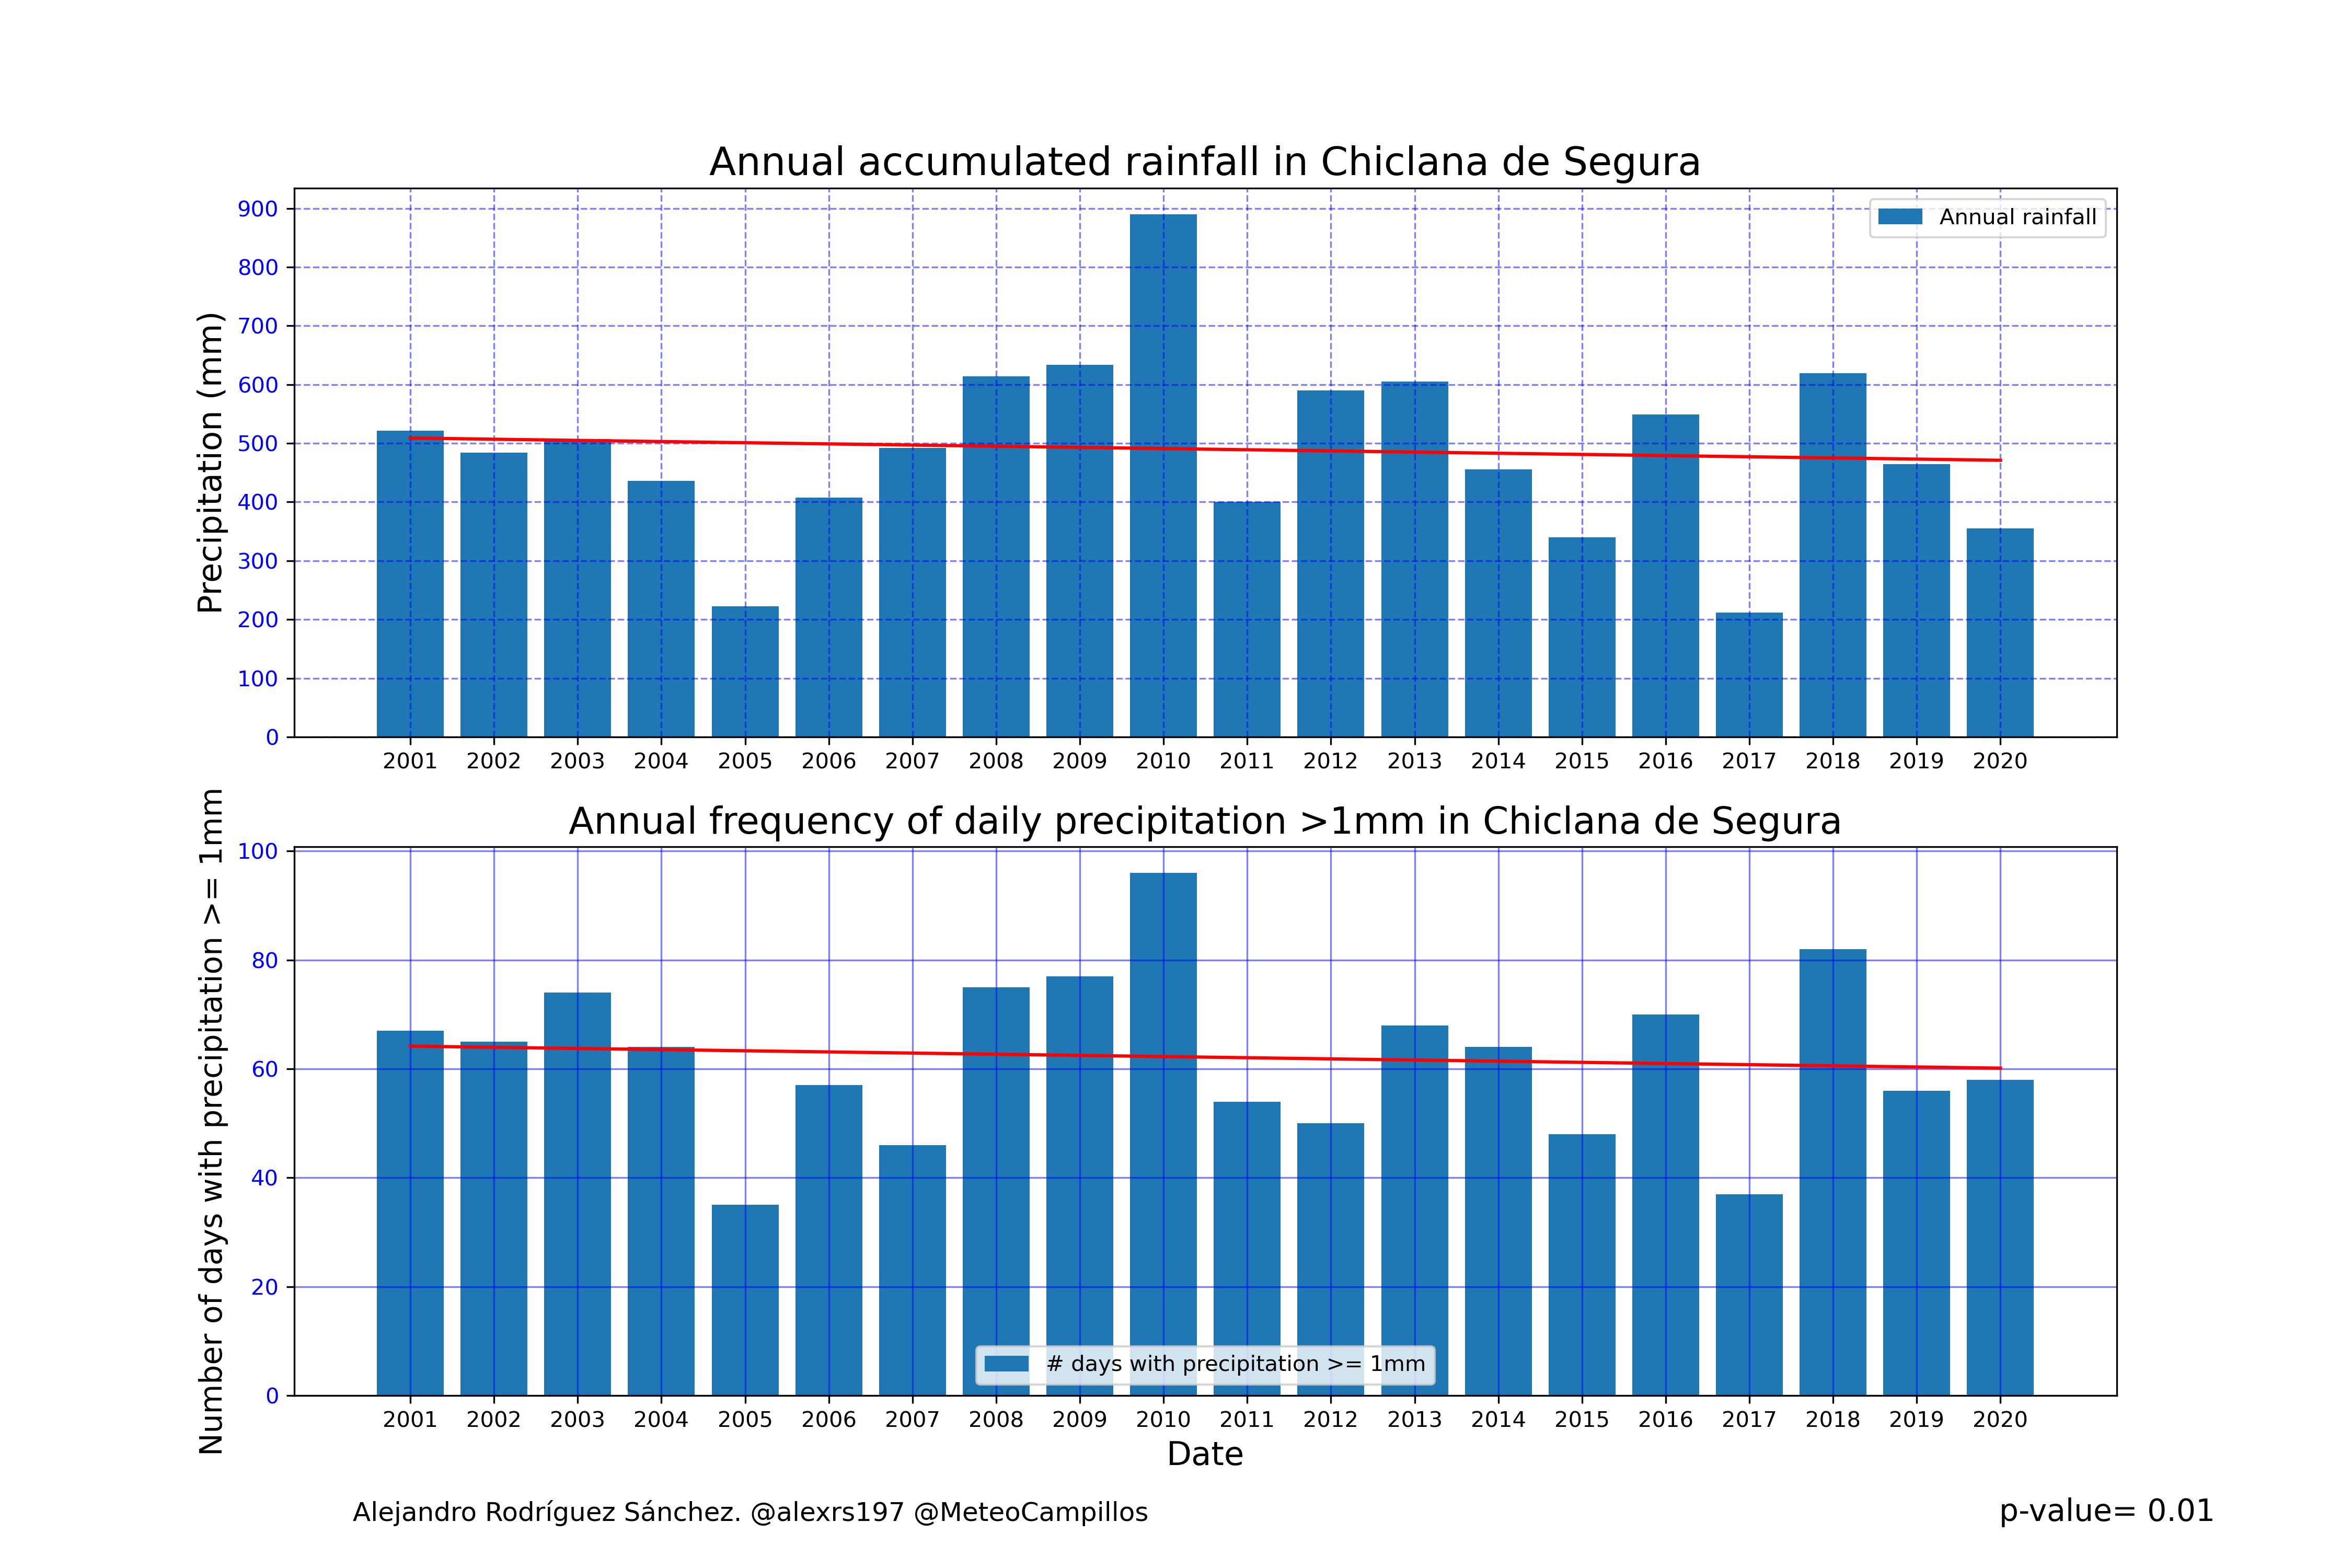 Annual accumulated rainfall in Chiclana de Segura
Precipitation (mm)
900
800
700
600
500
400
300
200
100
0
Annual rainfall
2001 2002 2003 2004 2005 2006 2007 2008 2009 2010 2011 2012 2013 2014 2015 2016 2017 2018 2019 2020
Annual frequency of daily precipitation >1mm in Chiclana de Segura
Number of days with precipitation >= 1mm
100
80
60
40
20
0
# days with precipitation >= 1mm
2001 2002 2003 2004 2005 2006 2007 2008 2009 2010 2011 2012 2013 2014 2015 2016 2017 2018 2019 2020
Date
Alejandro Rodríguez Sánchez. @alexrs197 @MeteoCampillos
p-value= 0.01